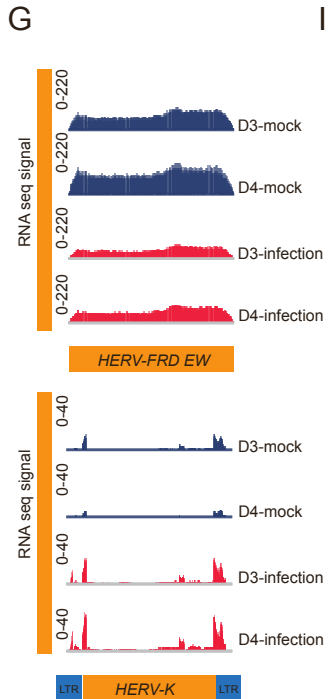 G
I
RNA seq signal
0-220
D3-mock
0-220
D4-mock
0-220
D3-infection
0-220
D4-infection
HERV-FRD EW
RNA seq signal
0-40
D3-mock
0-40
D4-mock
0-40
D3-infection
0-40
D4-infection
LTR HERV-K LTR